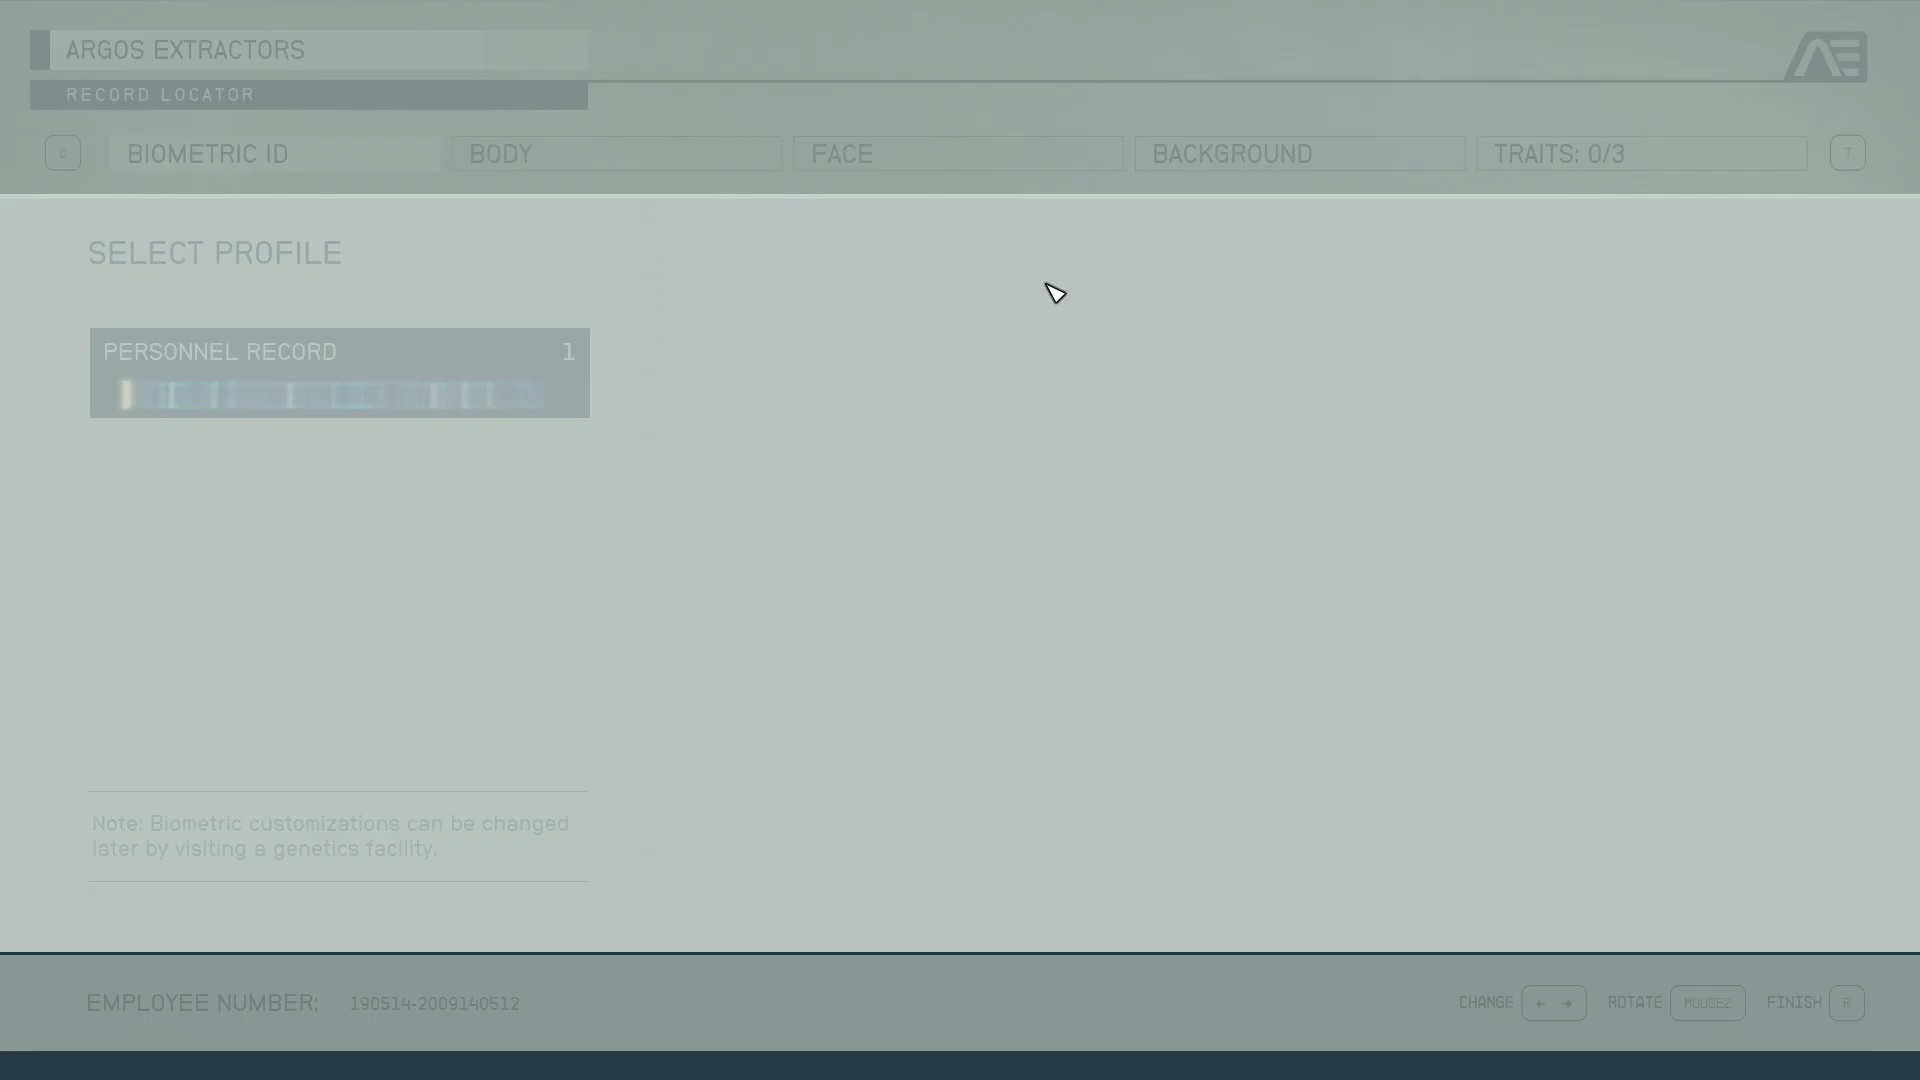 ARGOS EXTRACTORS
RECORD LOCATOR
BIOMETRIC ID
BODY
FACE
BACKGROUND
TRAITS: 0/3
T
SELECT PROFILE
PERSONNEL RECORD 1
Note: Biometric customizations can be changed
later by visiting a genetics facility.
EMPLOYEE NUMBER: 190514-2009140512
CHANGE ← →
ROTATE MOUSE2
FINISH R